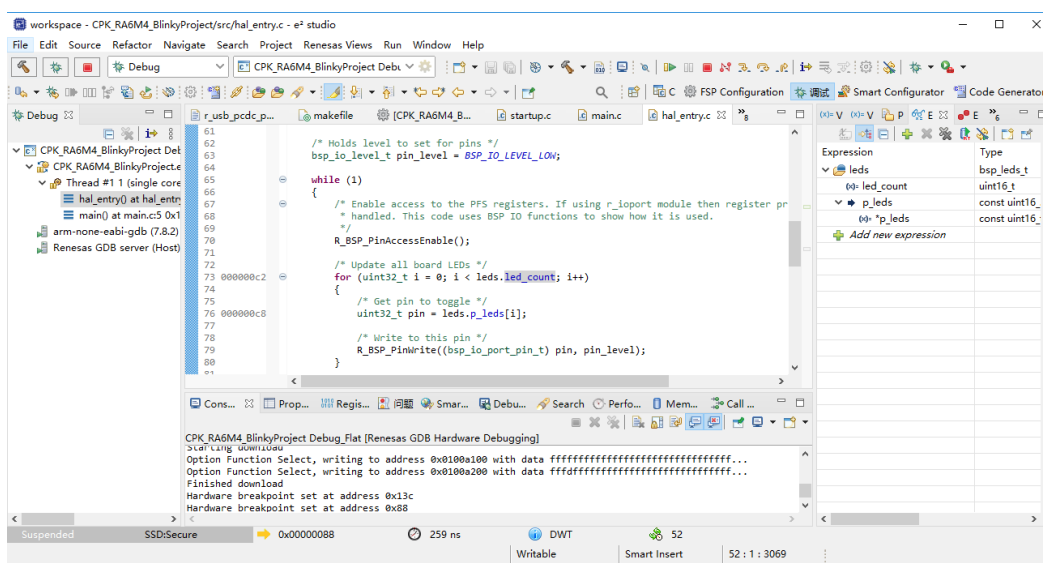 workspace - CPK_RA6M4_BlinkyProject/src/hal_entry.c - e² studio
File Edit Source Refactor Navigate Search Project Renesas Views Run Window Help
Debug
CPK_RA6M4_BlinkyProject Debu
C FSP Configuration 调试 Smart Configurator Code Generator
Debug
r_usb_pcdc_p... makefile [CPK_RA6M4_B... startup.c main.c hal_entry.c »6
CPK_RA6M4_BlinkyProject Det
CPK_RA6M4_BlinkyProject.e
Thread #1 1 (single core
hal_entry() at hal_entry
main() at main.c:5 0x1
arm-none-eabi-gdb (7.8.2)
Renesas GDB server (Host)
61
62 /* Holds level to set for pins */
63 bsp_io_level_t pin_level = BSP_IO_LEVEL_LOW;
64
65 while (1)
66 {
67 /* Enable access to the PFS registers. If using r_ioport module then register pr
68 * handled. This code uses BSP IO functions to show how it is used.
69 */
70 R_BSP_PinAccessEnable();
71
72 /* Update all board LEDs */
73 000000c2 for (uint32_t i = 0; i < leds.led_count; i++)
74 {
75 /* Get pin to toggle */
76 000000c8 uint32_t pin = leds.p_leds[i];
77
78 /* Write to this pin */
79 R_BSP_PinWrite((bsp_io_port_pin_t) pin, pin_level);
80 }
81
(x)= V (x)= V P E E »6
Expression Type
leds bsp_leds_t
(x)= led_count uint16_t
p_leds const uint16_
(x)= *p_leds const uint16_
Add new expression
Cons... Prop... Regis... 问题 Smar... Debu... Search Perfo... Mem... Call ...
CPK_RA6M4_BlinkyProject Debug_Flat [Renesas GDB Hardware Debugging]
Starting download
Option Function Select, writing to address 0x0100a100 with data ffffffffffffffffffffffffffffffff...
Option Function Select, writing to address 0x0100a200 with data fffdffffffffffffffffffffffffffff...
Finished download
Hardware breakpoint set at address 0x13c
Hardware breakpoint set at address 0x88
Suspended SSD:Secure 0x00000088 259 ns DWT 52
Writable Smart Insert 52 : 1 : 3069